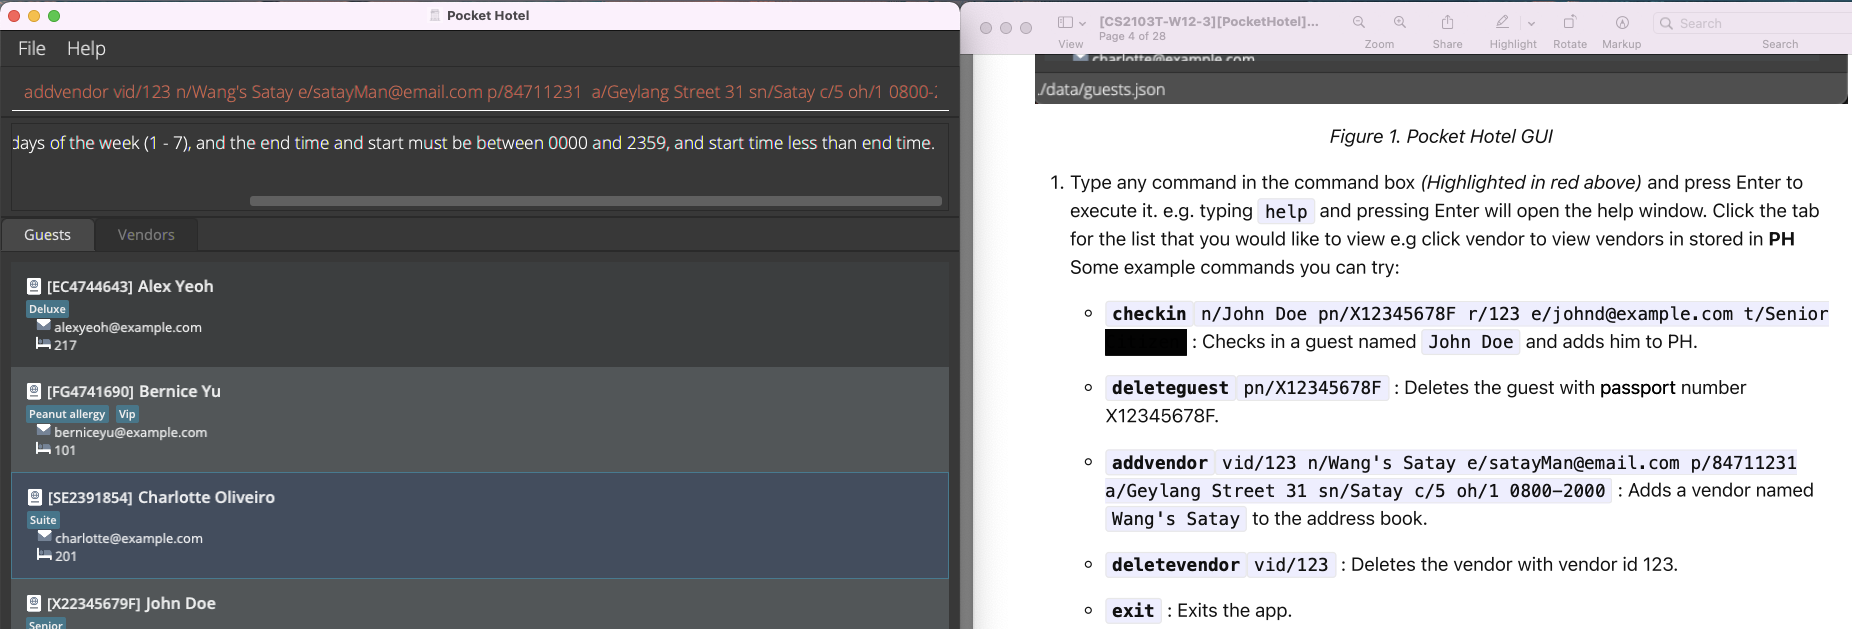 Pocket Hotel
File Help
addvendor vid/123 n/Wang's Satay e/satayMan@email.com p/84711231 a/Geylang Street 31 sn/Satay c/5 oh/1 0800-
days of the week (1 - 7), and the end time and start must be between 0000 and 2359, and start time less than end time.
Guests Vendors
[EC4744643] Alex Yeoh
Deluxe
alexyeoh@example.com
217
[FG4741690] Bernice Yu
Peanut allergy Vip
berniceyu@example.com
101
[SE2391854] Charlotte Oliveiro
Suite
charlotte@example.com
201
[X22345679F] John Doe
Senior
[CS2103T-W12-3][PocketHotel]...
Page 4 of 28
View Zoom Share Highlight Rotate Markup Search
Search
charlotte@example.com
./data/guests.json
Figure 1. Pocket Hotel GUI
1. Type any command in the command box (Highlighted in red above) and press Enter to
execute it. e.g. typing help and pressing Enter will open the help window. Click the tab
for the list that you would like to view e.g click vendor to view vendors in stored in PH
Some example commands you can try:
checkin n/John Doe pn/X12345678F r/123 e/johnd@example.com t/Senior
: Checks in a guest named John Doe and adds him to PH.
deleteguest pn/X12345678F : Deletes the guest with passport number
X12345678F.
addvendor vid/123 n/Wang's Satay e/satayMan@email.com p/84711231
a/Geylang Street 31 sn/Satay c/5 oh/1 0800-2000 : Adds a vendor named
Wang's Satay to the address book.
deletevendor vid/123 : Deletes the vendor with vendor id 123.
exit : Exits the app.